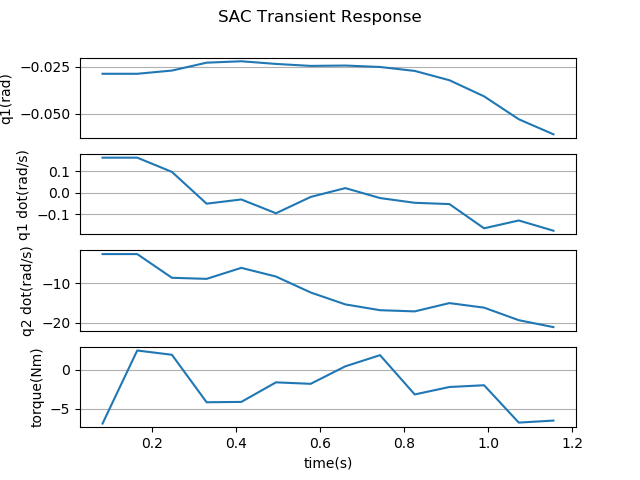 SAC Transient Response
q1(rad)
−0.025
−0.050
q1 dot(rad/s)
0.1
0.0
−0.1
q2 dot(rad/s)
−10
−20
torque(Nm)
0
−5
0.2 0.4 0.6 0.8 1.0 1.2
time(s)